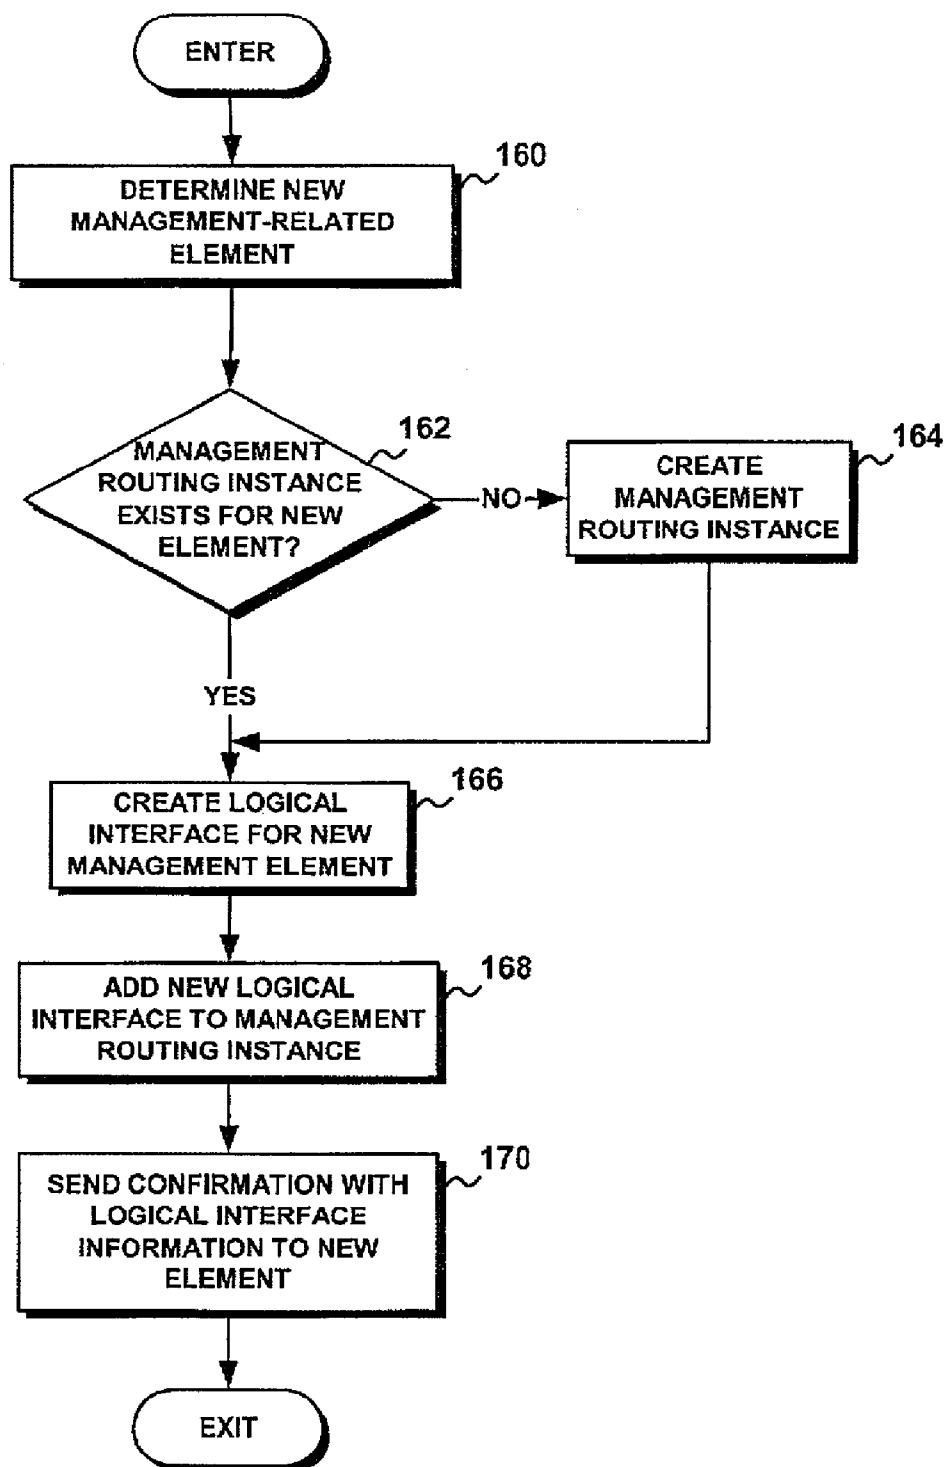 ENTER
160
DETERMINE NEW
MANAGEMENT-RELATED
ELEMENT
162
MANAGEMENT
ROUTING INSTANCE
EXISTS FOR NEW
ELEMENT?
NO
164
CREATE
MANAGEMENT
ROUTING INSTANCE
YES
166
CREATE LOGICAL
INTERFACE FOR NEW
MANAGEMENT ELEMENT
168
ADD NEW LOGICAL
INTERFACE TO MANAGEMENT
ROUTING INSTANCE
170
SEND CONFIRMATION WITH
LOGICAL INTERFACE
INFORMATION TO NEW
ELEMENT
EXIT